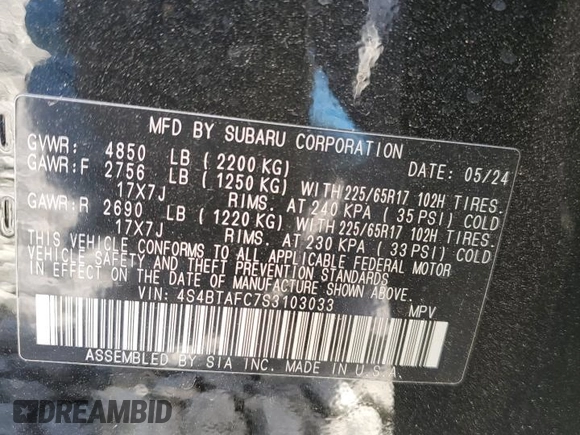 MFD BY SUBARU CORPORATION
GVWR: 4850 LB (2200 KG) DATE: 05/24
GAWR:F 2756 LB (1250 KG) WITH 225/65R17 102H TIRES.
17X7J RIMS. AT 240 KPA (35 PSI) COLD
GAWR:R 2690 LB (1220 KG) WITH 225/65R17 102H TIRES.
17X7J RIMS. AT 230 KPA (33 PSI) COLD
THIS VEHICLE CONFORMS TO ALL APPLICABLE FEDERAL MOTOR
VEHICLE SAFETY AND THEFT PREVENTION STANDARDS
IN EFFECT ON THE DATE OF MANUFACTURE SHOWN ABOVE.
VIN: 4S4BTAFC7S3103033 MPV
ASSEMBLED BY SIA INC. MADE IN U.S.A.
DREAMBID